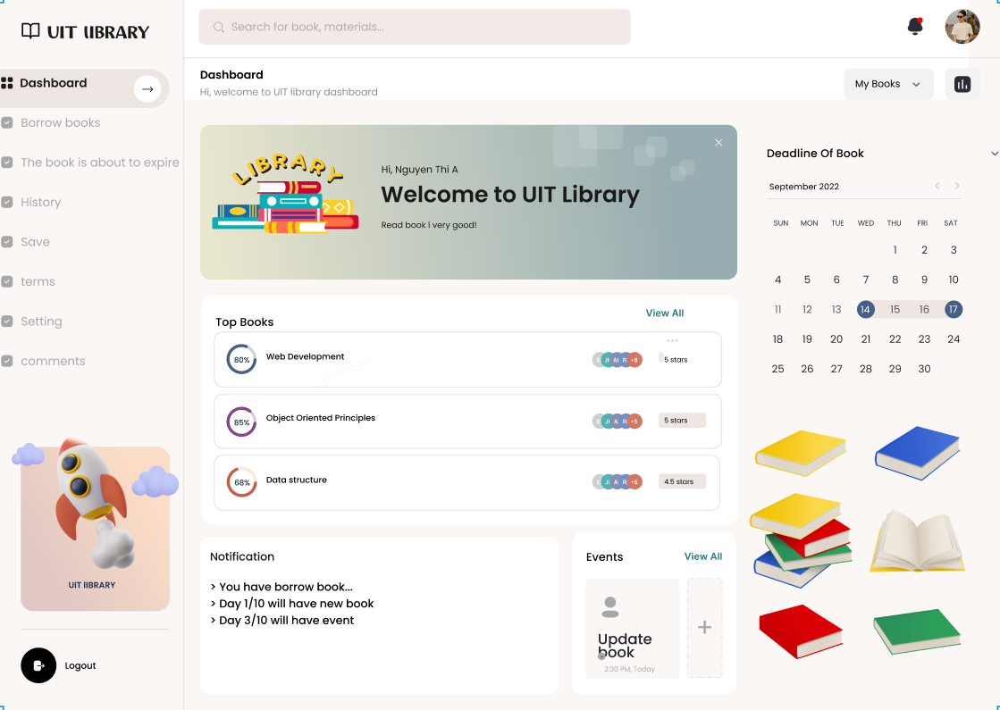 UIT LIBRARY
Search for book, materials...
Dashboard
Borrow books
The book is about to expire
History
Save
terms
Setting
comments
UIT lIBRARY
Logout
Dashboard
Hi, welcome to UIT library dashboard
My Books
LIBRARY
Hi, Nguyen Thi A
Welcome to UIT Library
Read book í very good!
Top Books
View All
80%
Web Development
E JH AI R +6
5 stars
85%
Object Oriented Principles
E JH A R +5
5 stars
68%
Data structure
E JH A R +6
4.5 stars
Notification
> You have borrow book...
> Day 1/10 will have new book
> Day 3/10 will have event
Events
View All
Update
book
2:30 PM, Today
Deadline Of Book
September 2022
SUN MON TUE WED THU FRI SAT
1 2 3
4 5 6 7 8 9 10
11 12 13 14 15 16 17
18 19 20 21 22 23 24
25 26 27 28 29 30